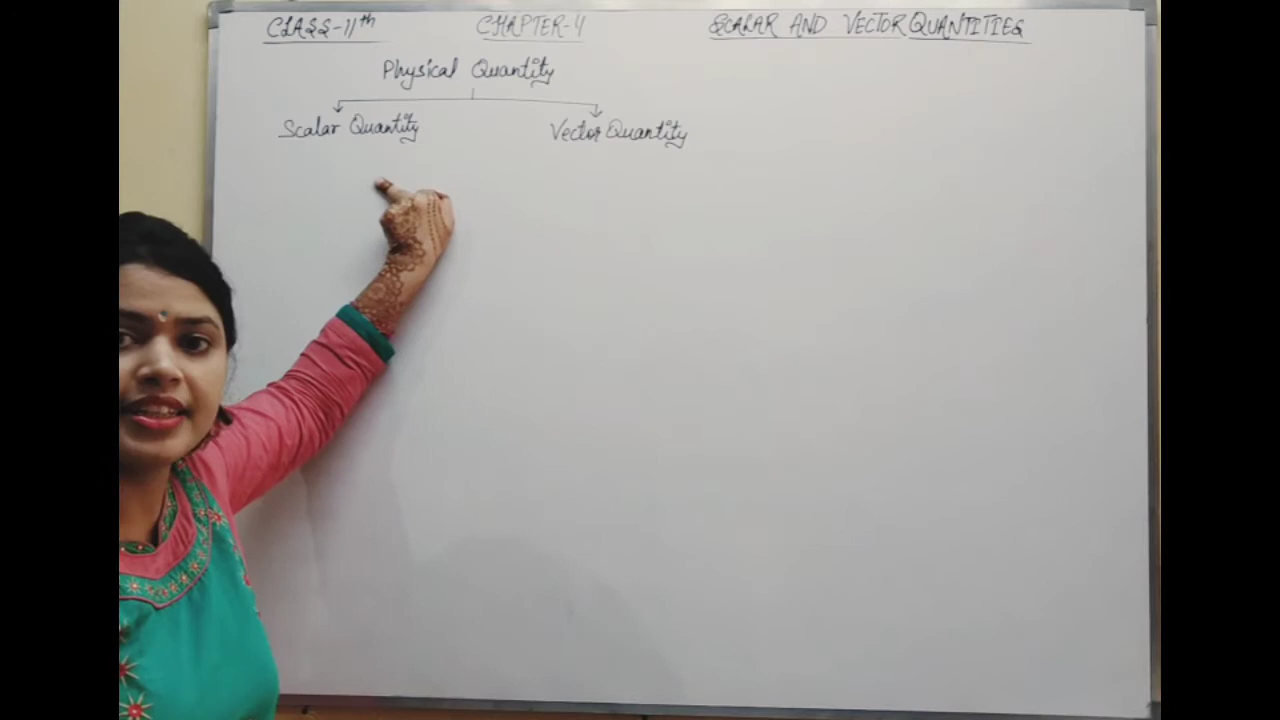 CLASS-11th CHAPTER-4 SCALAR AND VECTOR QUANTITIES
Physical Quantity
Scalar Quantity Vector Quantity